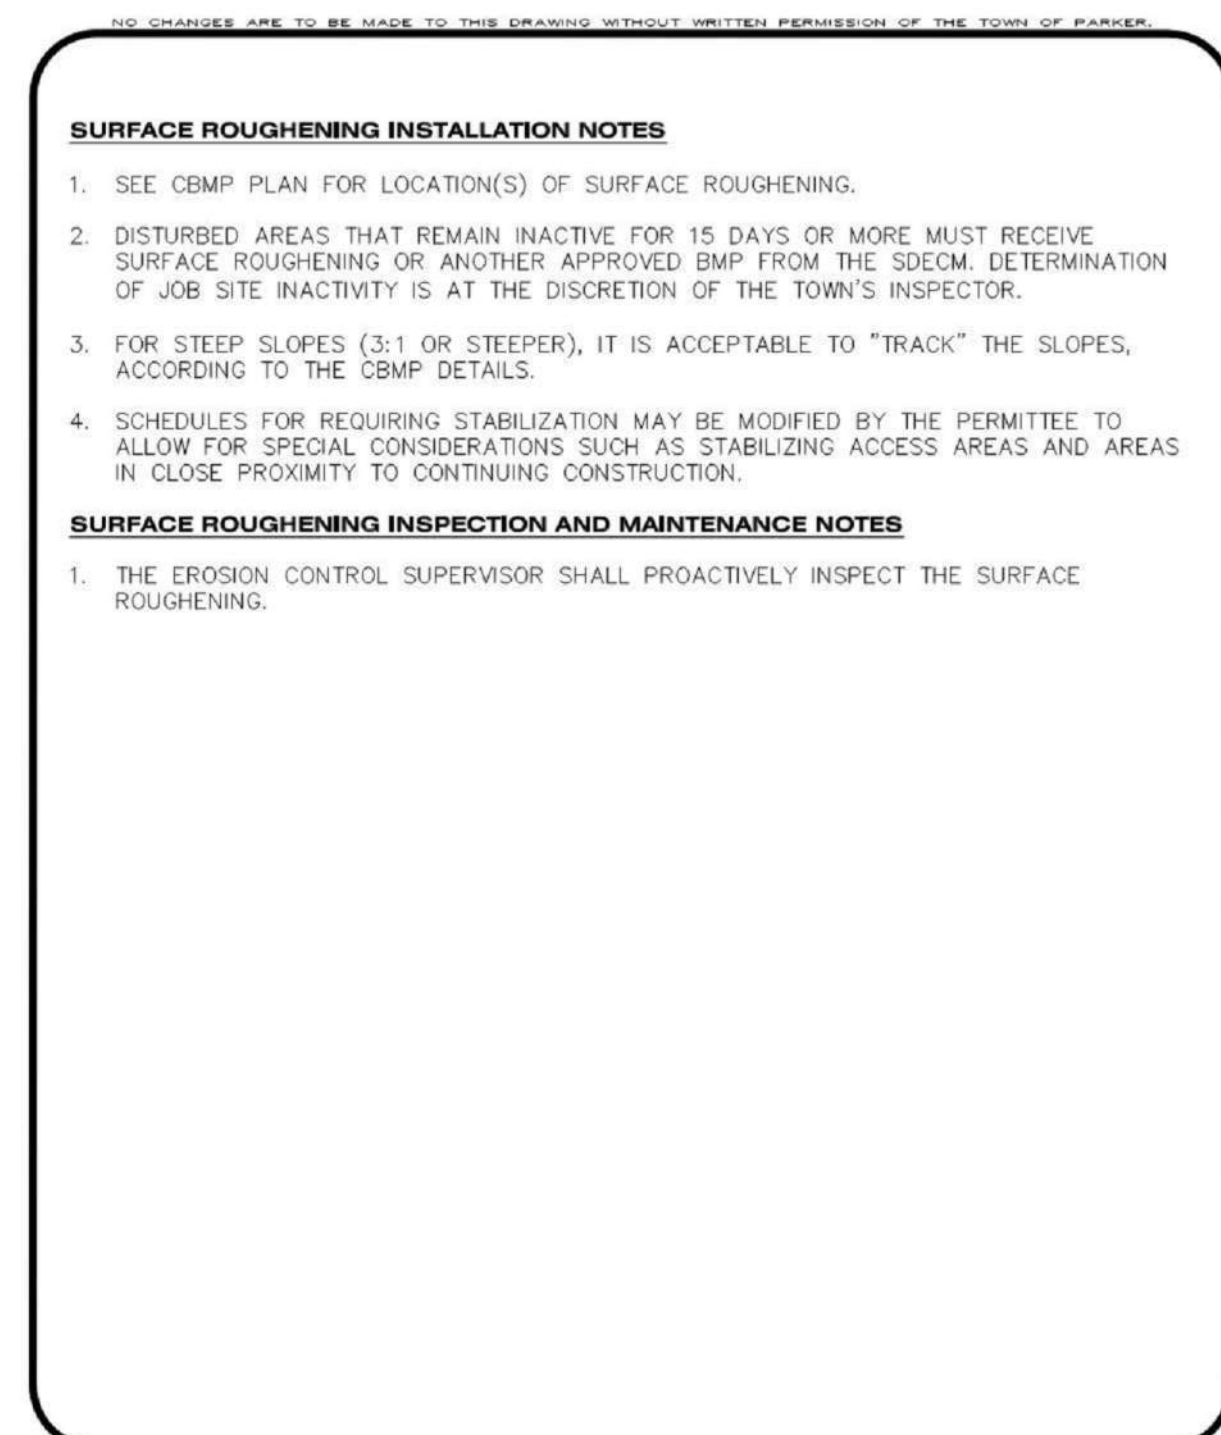 NO CHANGES ARE TO BE MADE TO THIS DRAWING WITHOUT WRITTEN PERMISSION OF THE TOWN OF PARKER.
SURFACE ROUGHENING INSTALLATION NOTES
1. SEE CBMP PLAN FOR LOCATION(S) OF SURFACE ROUGHENING.
2. DISTURBED AREAS THAT REMAIN INACTIVE FOR 15 DAYS OR MORE MUST RECEIVE
SURFACE ROUGHENING OR ANOTHER APPROVED BMP FROM THE SDECM. DETERMINATION
OF JOB SITE INACTIVITY IS AT THE DISCRETION OF THE TOWN'S INSPECTOR.
3. FOR STEEP SLOPES (3:1 OR STEEPER), IT IS ACCEPTABLE TO "TRACK" THE SLOPES,
ACCORDING TO THE CBMP DETAILS.
4. SCHEDULES FOR REQUIRING STABILIZATION MAY BE MODIFIED BY THE PERMITTEE TO
ALLOW FOR SPECIAL CONSIDERATIONS SUCH AS STABILIZING ACCESS AREAS AND AREAS
IN CLOSE PROXIMITY TO CONTINUING CONSTRUCTION.
SURFACE ROUGHENING INSPECTION AND MAINTENANCE NOTES
1. THE EROSION CONTROL SUPERVISOR SHALL PROACTIVELY INSPECT THE SURFACE
ROUGHENING.